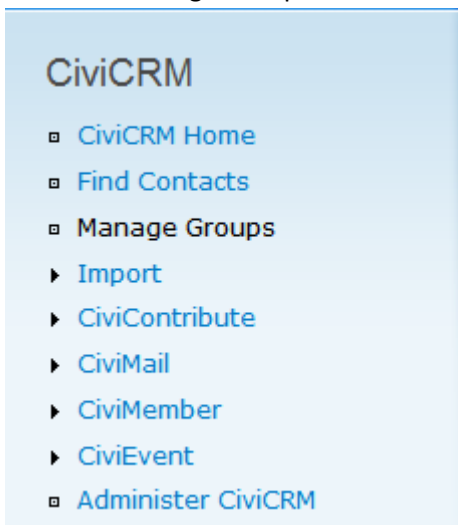 CiviCRM
CiviCRM Home
Find Contacts
Manage Groups
Import
CiviContribute
CiviMail
CiviMember
CiviEvent
Administer CiviCRM